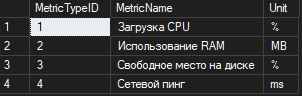 MetricTypeID MetricName Unit
1 1 Загрузка CPU %
2 2 Использование RAM MB
3 3 Свободное место на диске %
4 4 Сетевой пинг ms